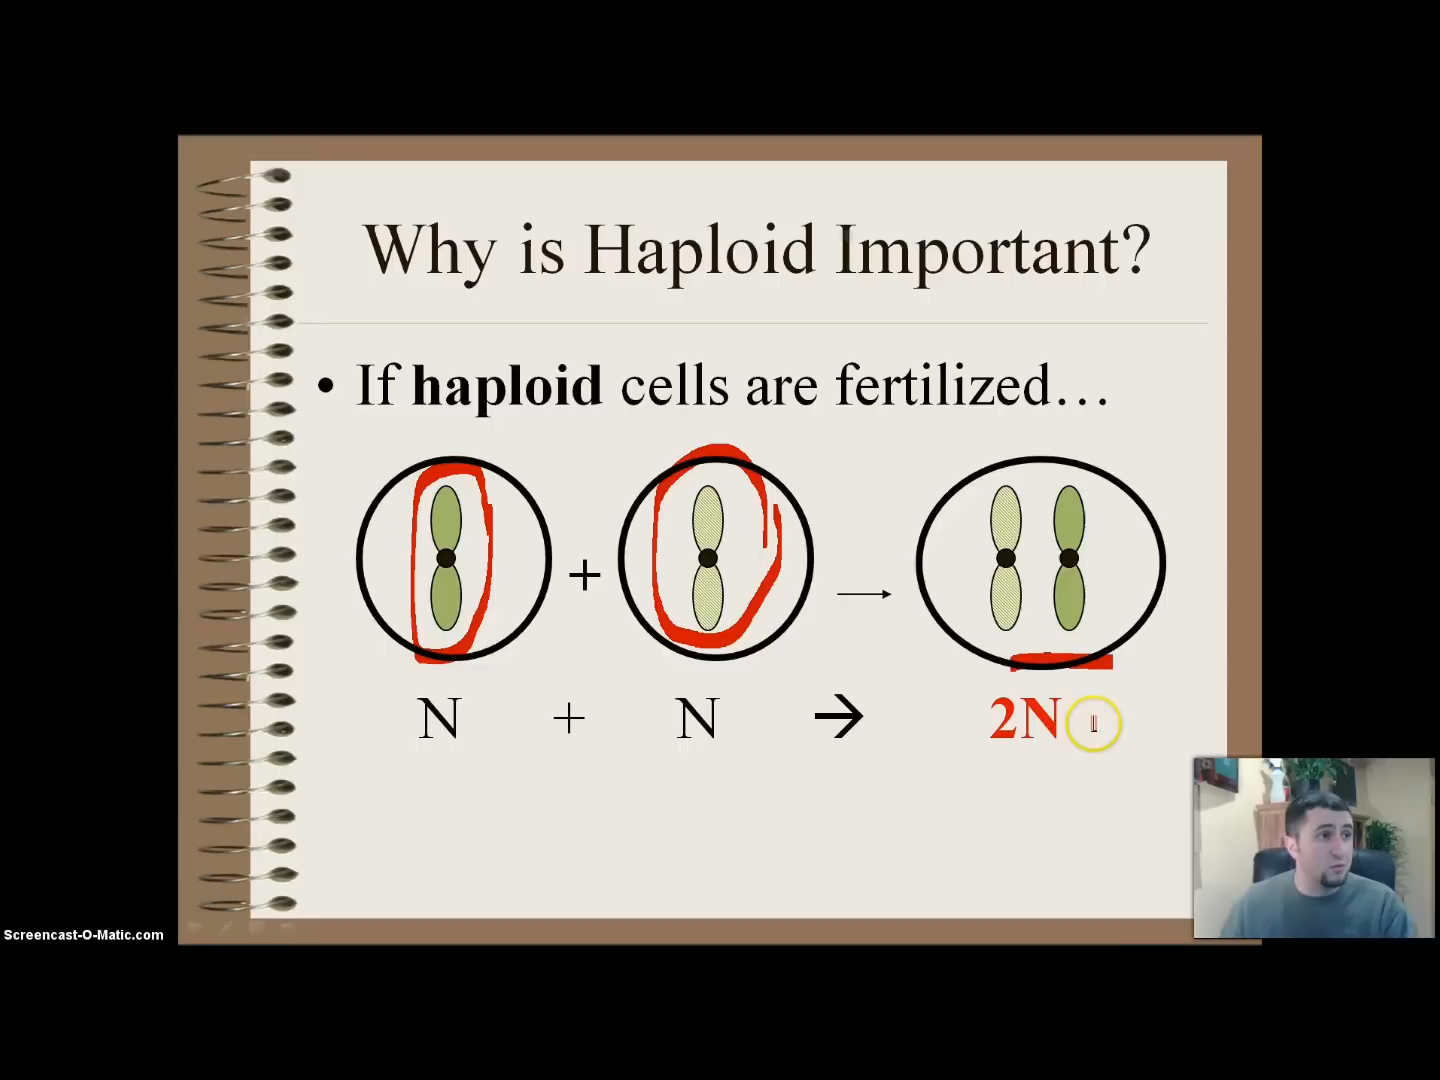 Why is Haploid Important?
• If haploid cells are fertilized…
+ →
N + N → 2N
Screencast-O-Matic.com